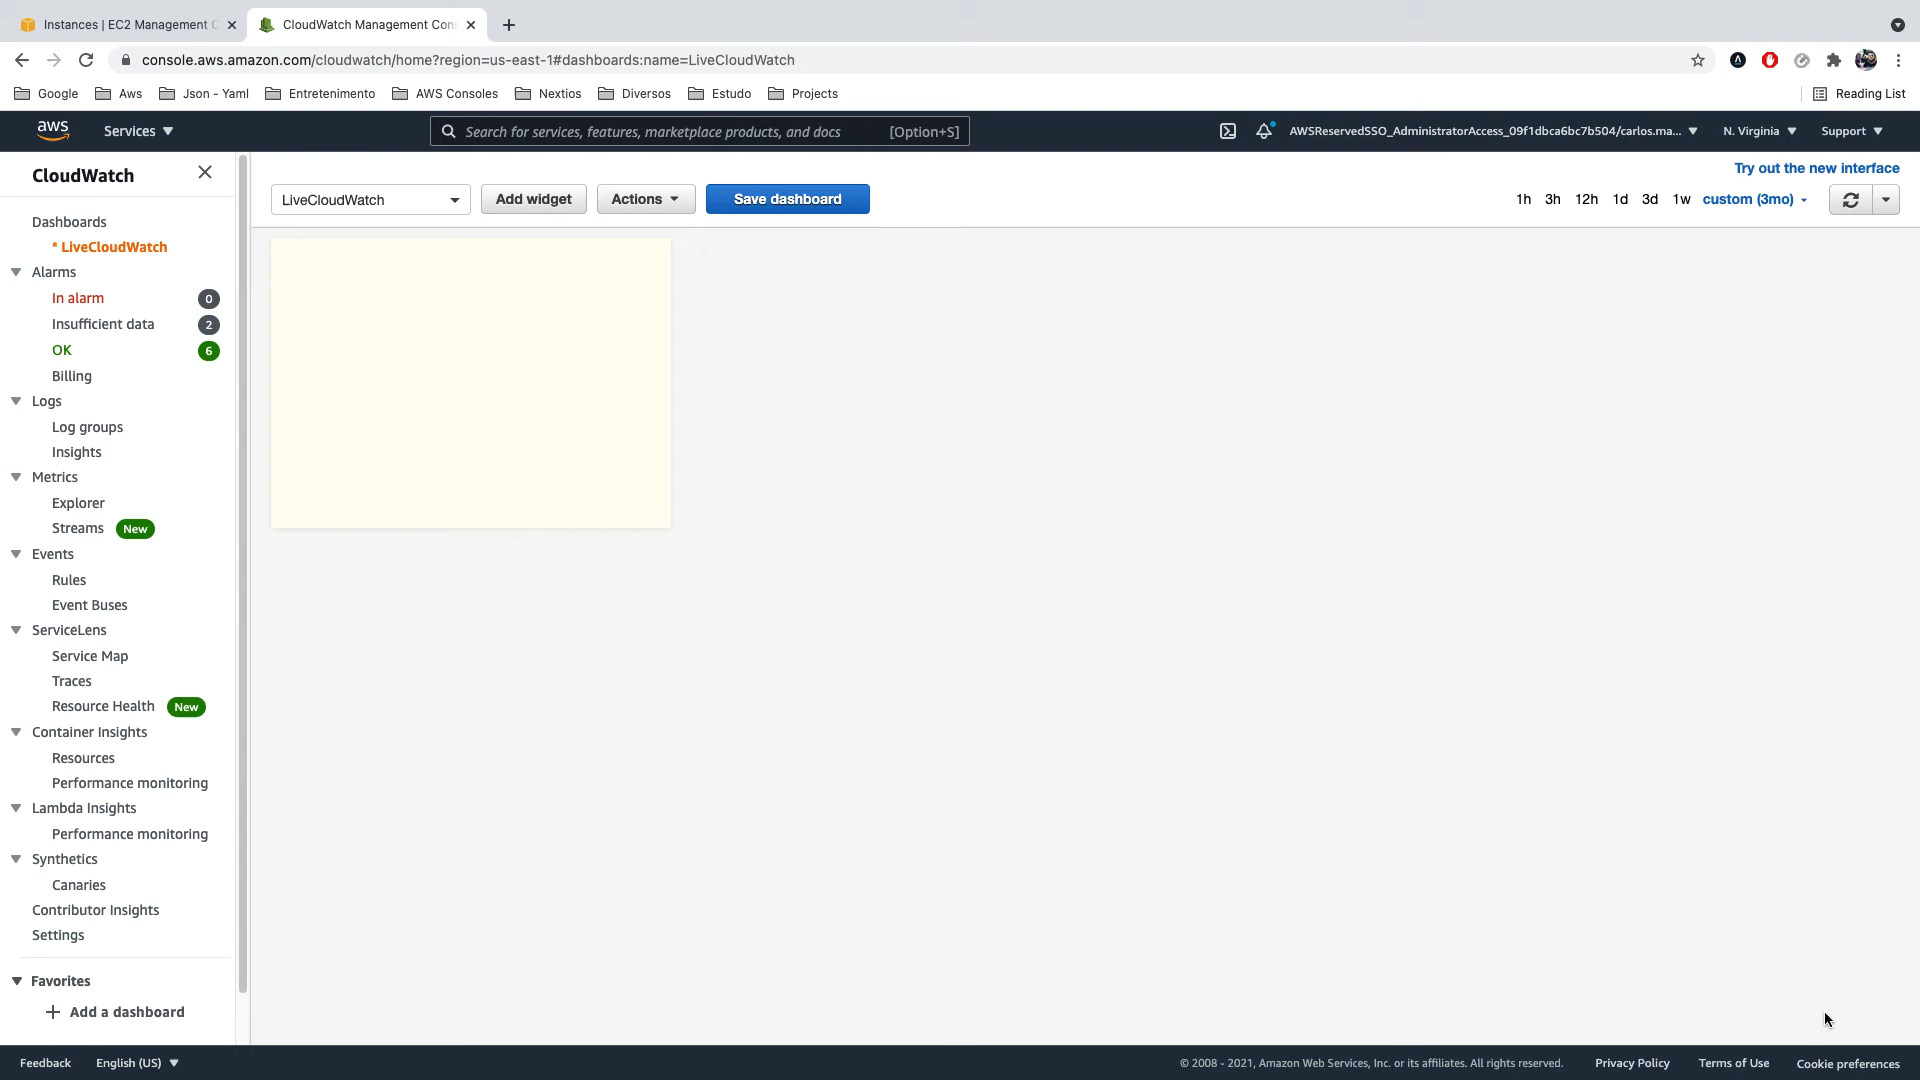 Instances | EC2 Management C
CloudWatch Management Con
console.aws.amazon.com/cloudwatch/home?region=us-east-1#dashboards:name=LiveCloudWatch
Google
Aws
Json - Yaml
Entretenimento
AWS Consoles
Nextios
Diversos
Estudo
Projects
Reading List
aws
Services
Search for services, features, marketplace products, and docs
[Option+S]
AWSReservedSSO_AdministratorAccess_09f1dbca6bc7b504/carlos.ma...
N. Virginia
Support
CloudWatch
Try out the new interface
LiveCloudWatch
Add widget
Actions
Save dashboard
1h
3h
12h
1d
3d
1w
custom (3mo)
Dashboards
* LiveCloudWatch
Alarms
In alarm 0
Insufficient data 2
OK 6
Billing
Logs
Log groups
Insights
Metrics
Explorer
Streams New
Events
Rules
Event Buses
ServiceLens
Service Map
Traces
Resource Health New
Container Insights
Resources
Performance monitoring
Lambda Insights
Performance monitoring
Synthetics
Canaries
Contributor Insights
Settings
Favorites
Add a dashboard
Feedback
English (US)
© 2008 - 2021, Amazon Web Services, Inc. or its affiliates. All rights reserved.
Privacy Policy
Terms of Use
Cookie preferences